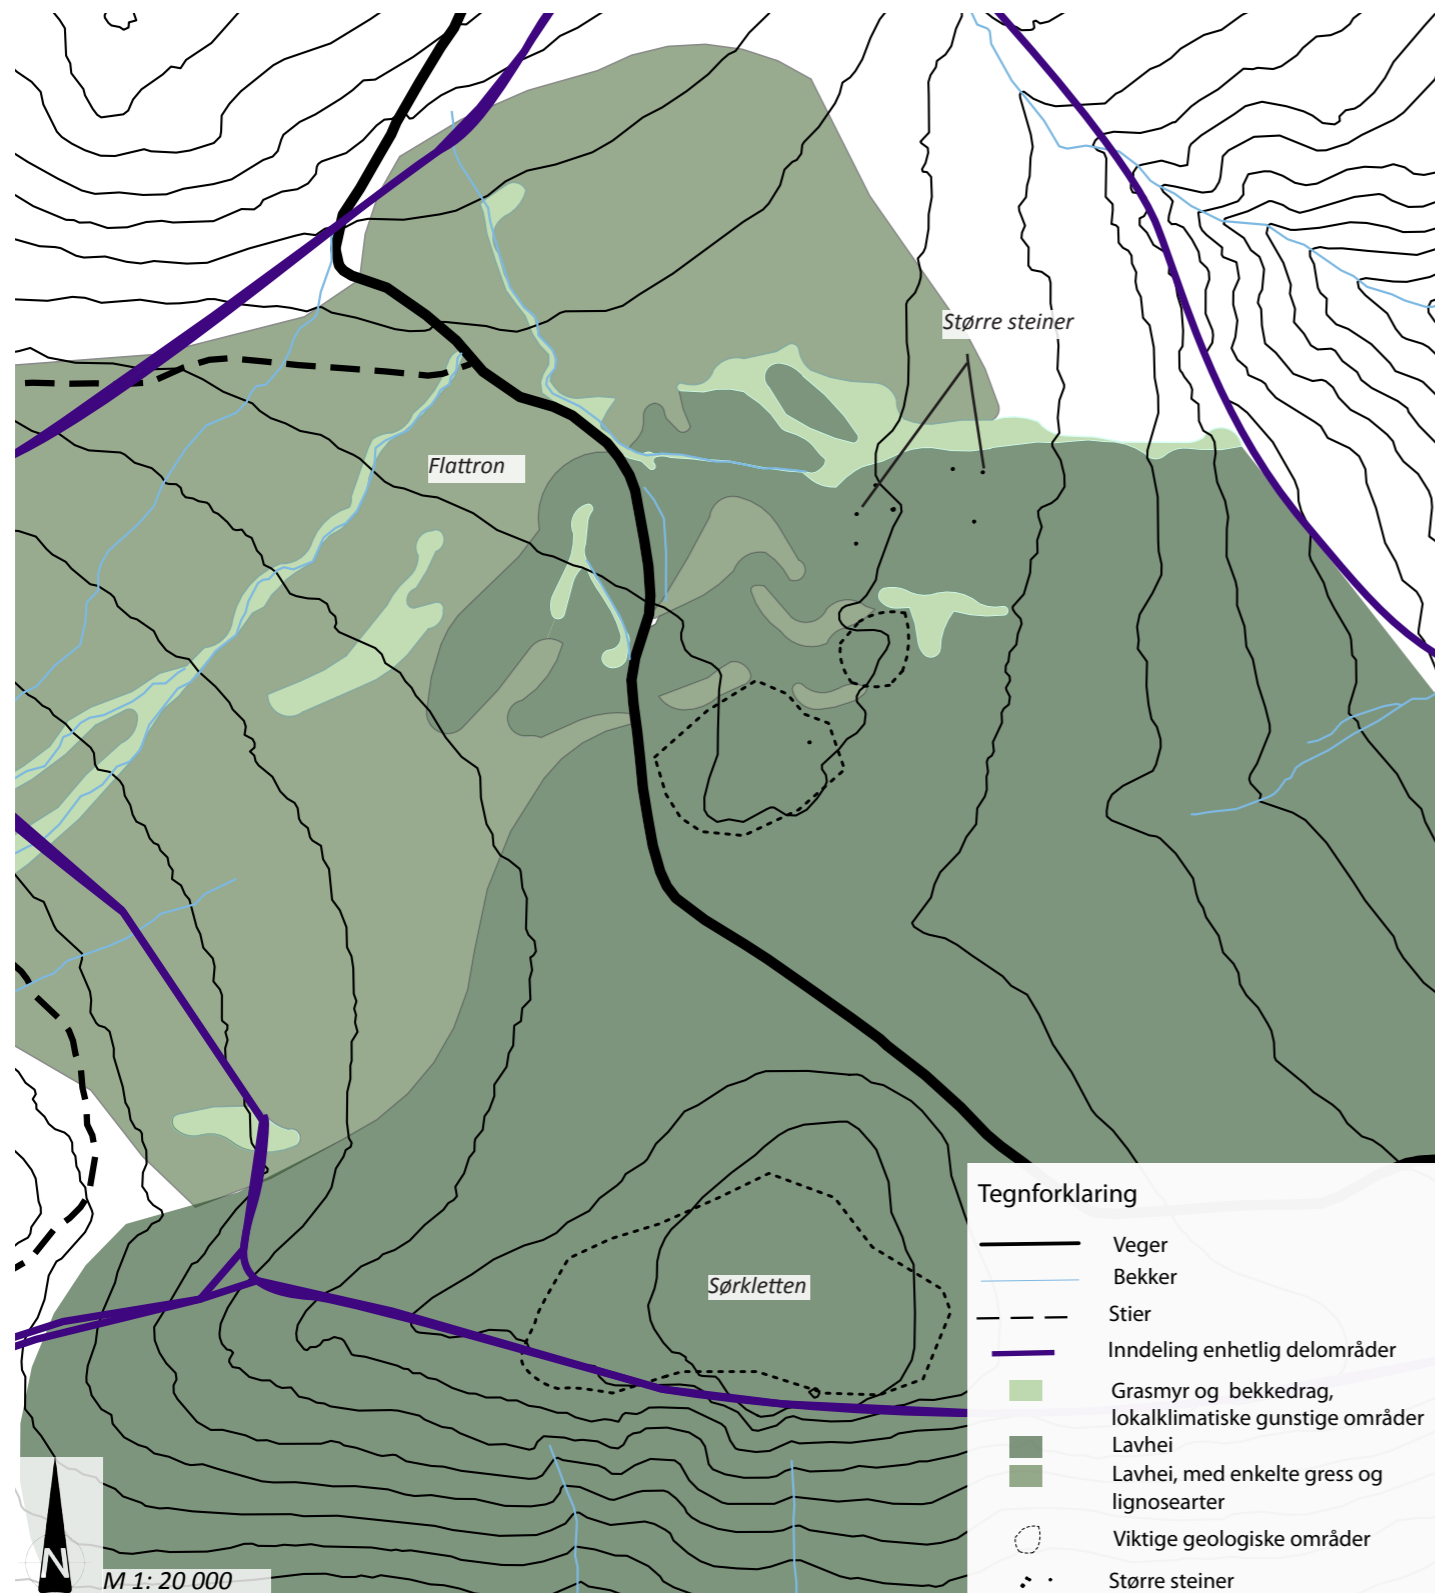 Større steiner
Flattron
Sørkletten
Tegnforklaring
Veger
Bekker
Stier
Inndeling enhetlig delområder
Grasmyr og bekkedrag,
lokalklimatiske gunstige områder
Lavhei
Lavhei, med enkelte gress og
lignosearter
Viktige geologiske områder
Større steiner
N
M 1: 20 000